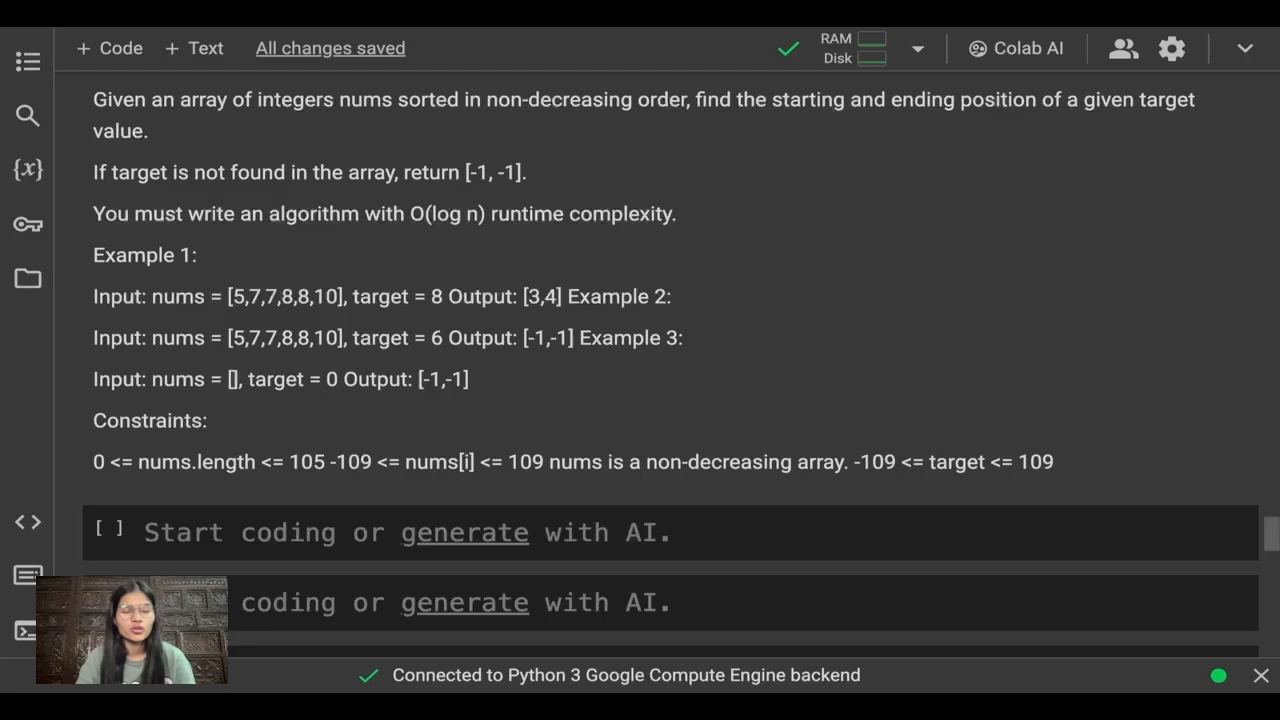 + Code + Text All changes saved RAM Disk Colab AI
Given an array of integers nums sorted in non-decreasing order, find the starting and ending position of a given target
value.
If target is not found in the array, return [-1, -1].
You must write an algorithm with O(log n) runtime complexity.
Example 1:
Input: nums = [5,7,7,8,8,10], target = 8 Output: [3,4] Example 2:
Input: nums = [5,7,7,8,8,10], target = 6 Output: [-1,-1] Example 3:
Input: nums = [], target = 0 Output: [-1,-1]
Constraints:
0 <= nums.length <= 105 -109 <= nums[i] <= 109 nums is a non-decreasing array. -109 <= target <= 109
[ ] Start coding or generate with AI.
coding or generate with AI.
Connected to Python 3 Google Compute Engine backend